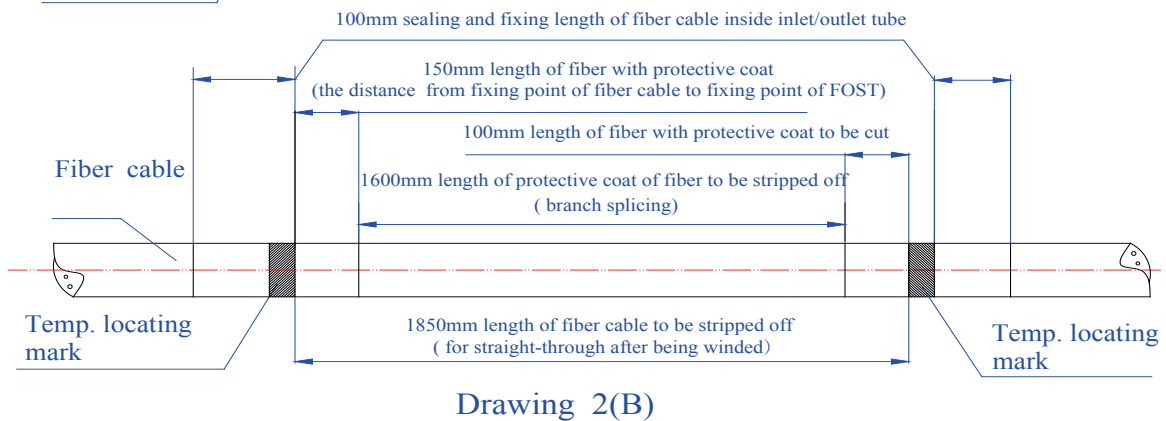 100mm sealing and fixing length of fiber cable inside inlet/outlet tube
150mm length of fiber with protective coat
(the distance from fixing point of fiber cable to fixing point of FOST)
100mm length of fiber with protective coat to be cut
Fiber cable
1600mm length of protective coat of fiber to be stripped off
( branch splicing)
Temp. locating
mark
1850mm length of fiber cable to be stripped off
( for straight-through after being winded)
Temp. locating
mark
Drawing 2(B)